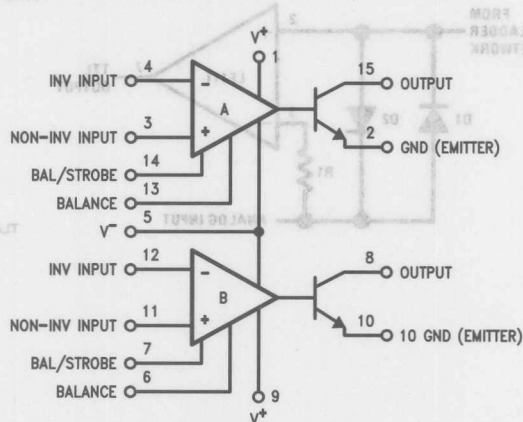 V+
1
4
INV INPUT
15
OUTPUT
−
A
3
NON-INV INPUT
+
2
GND (EMITTER)
14
BAL/STROBE
13
BALANCE
5
V−
12
INV INPUT
8
OUTPUT
−
B
11
NON-INV INPUT
+
10
10 GND (EMITTER)
7
BAL/STROBE
6
BALANCE
9
V+